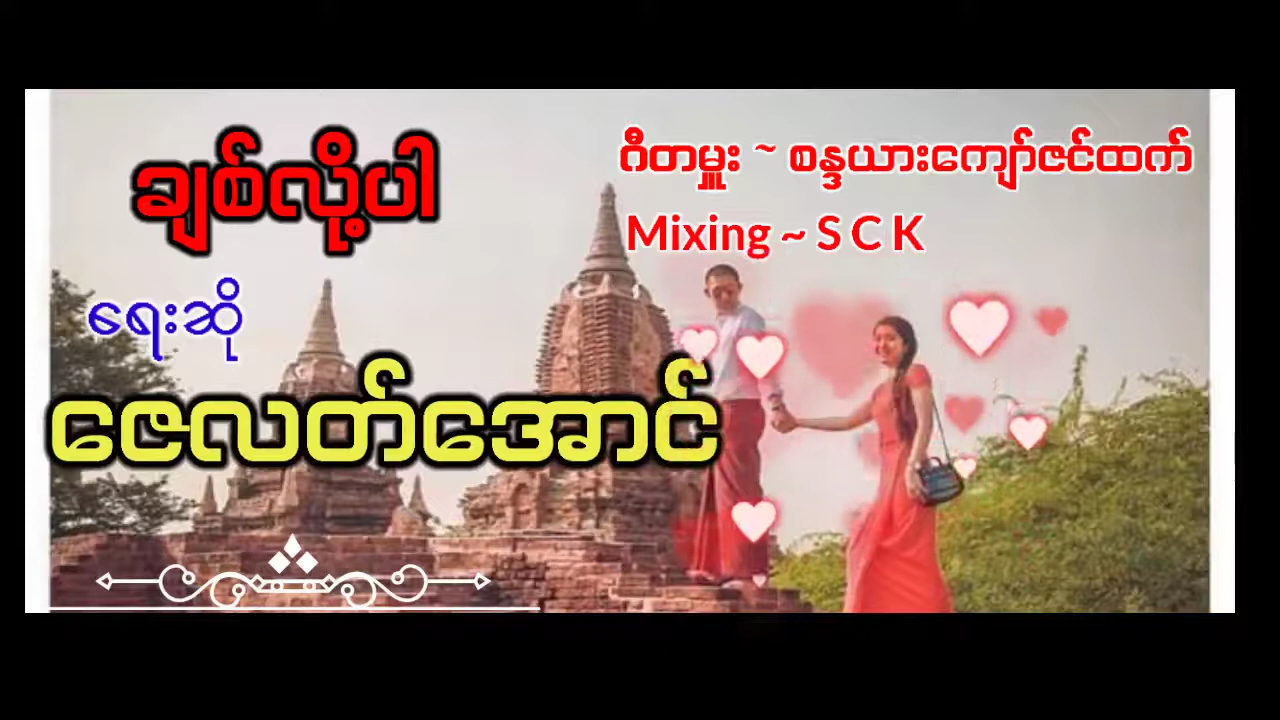 ချစ်လို့ပါ
ရေးဆို
ဇေလတ်အောင်
ဂီတမှူး ~ စန္ဒယားကျော်ဇင်ထက်
Mixing ~ S C K